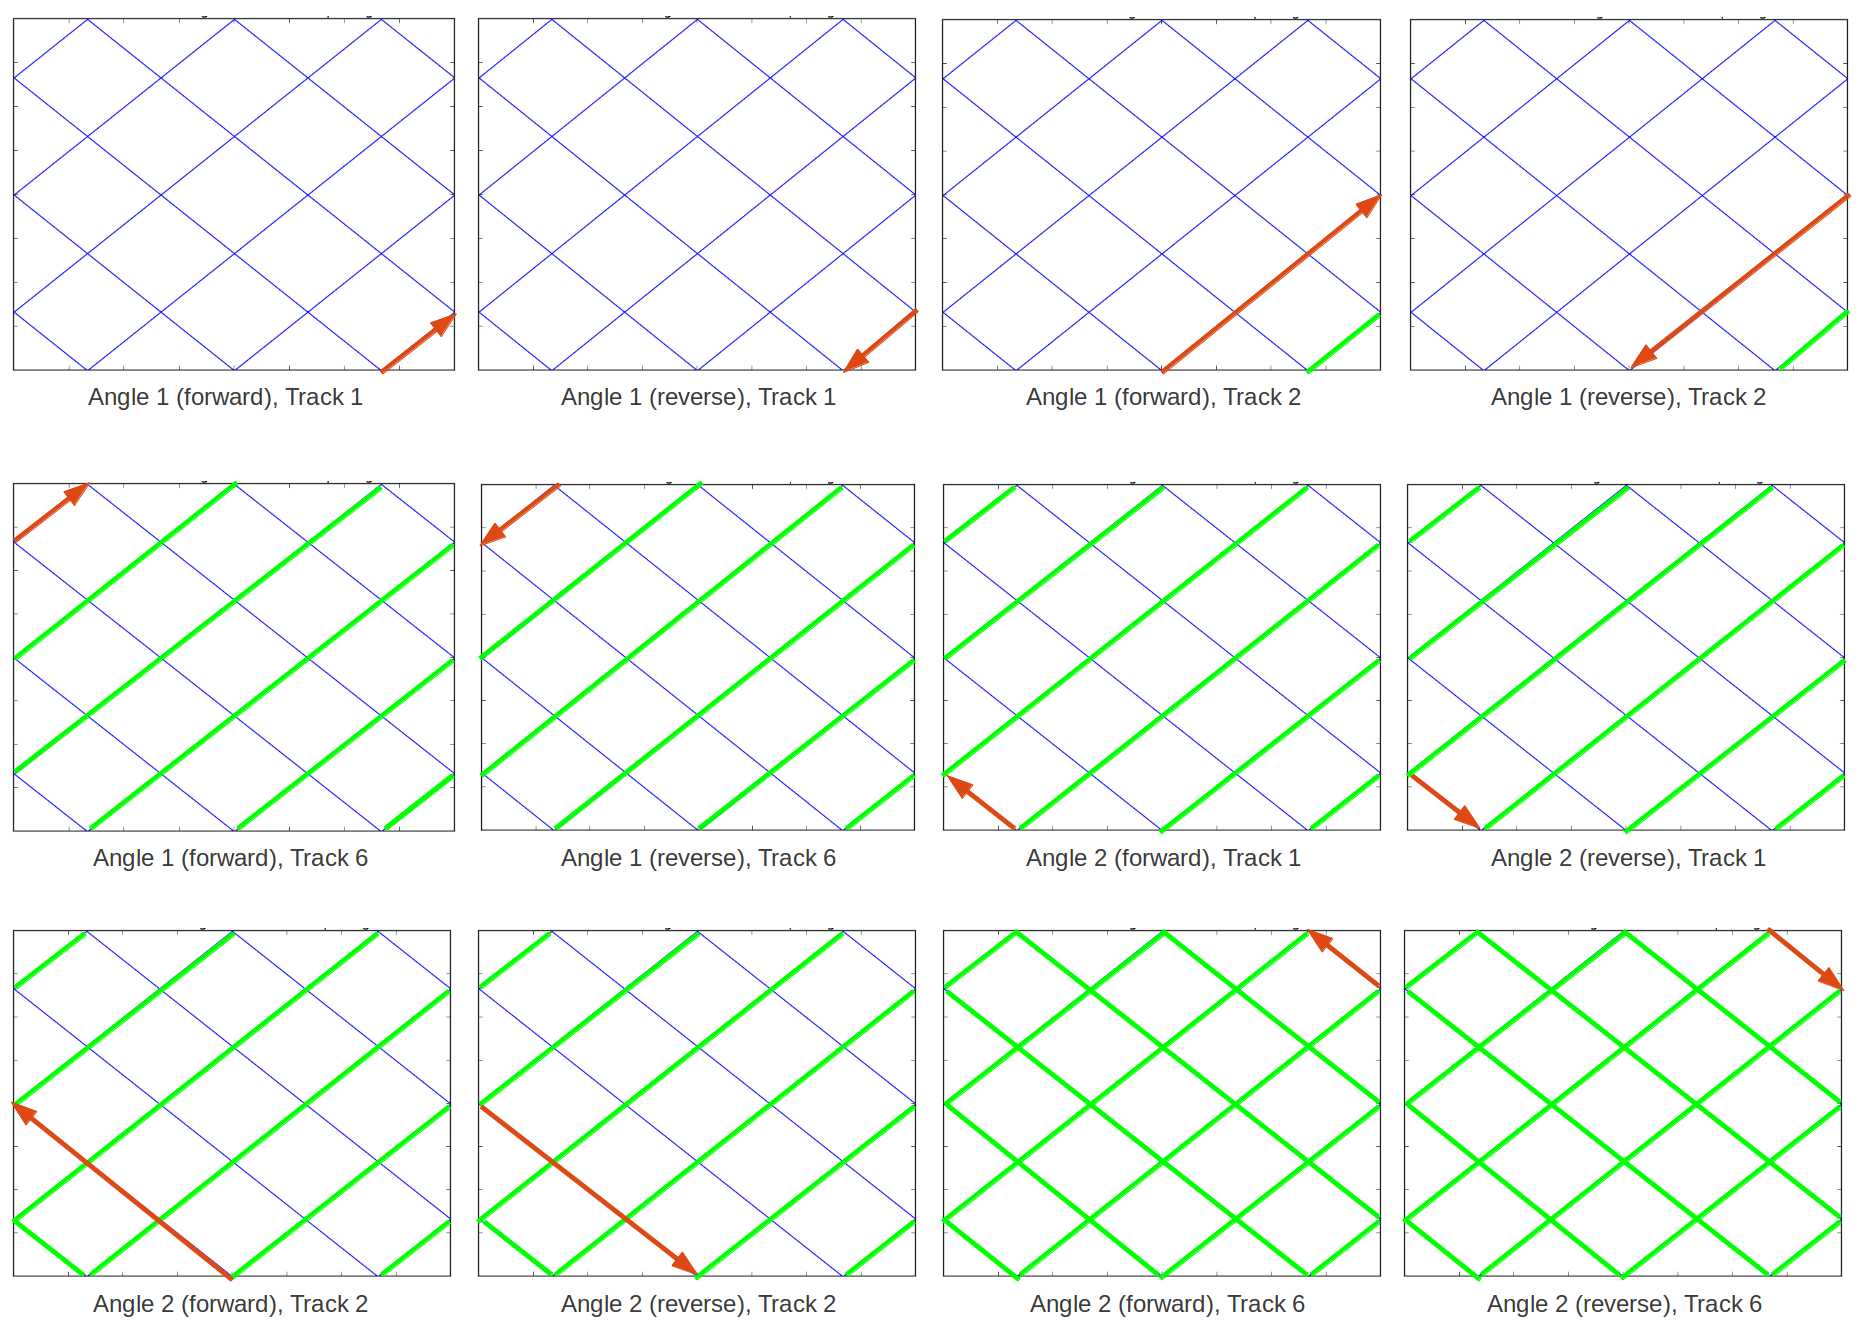 Angle 1 (forward), Track 1
Angle 1 (reverse), Track 1
Angle 1 (forward), Track 2
Angle 1 (reverse), Track 2
Angle 1 (forward), Track 6
Angle 1 (reverse), Track 6
Angle 2 (forward), Track 1
Angle 2 (reverse), Track 1
Angle 2 (forward), Track 2
Angle 2 (reverse), Track 2
Angle 2 (forward), Track 6
Angle 2 (reverse), Track 6